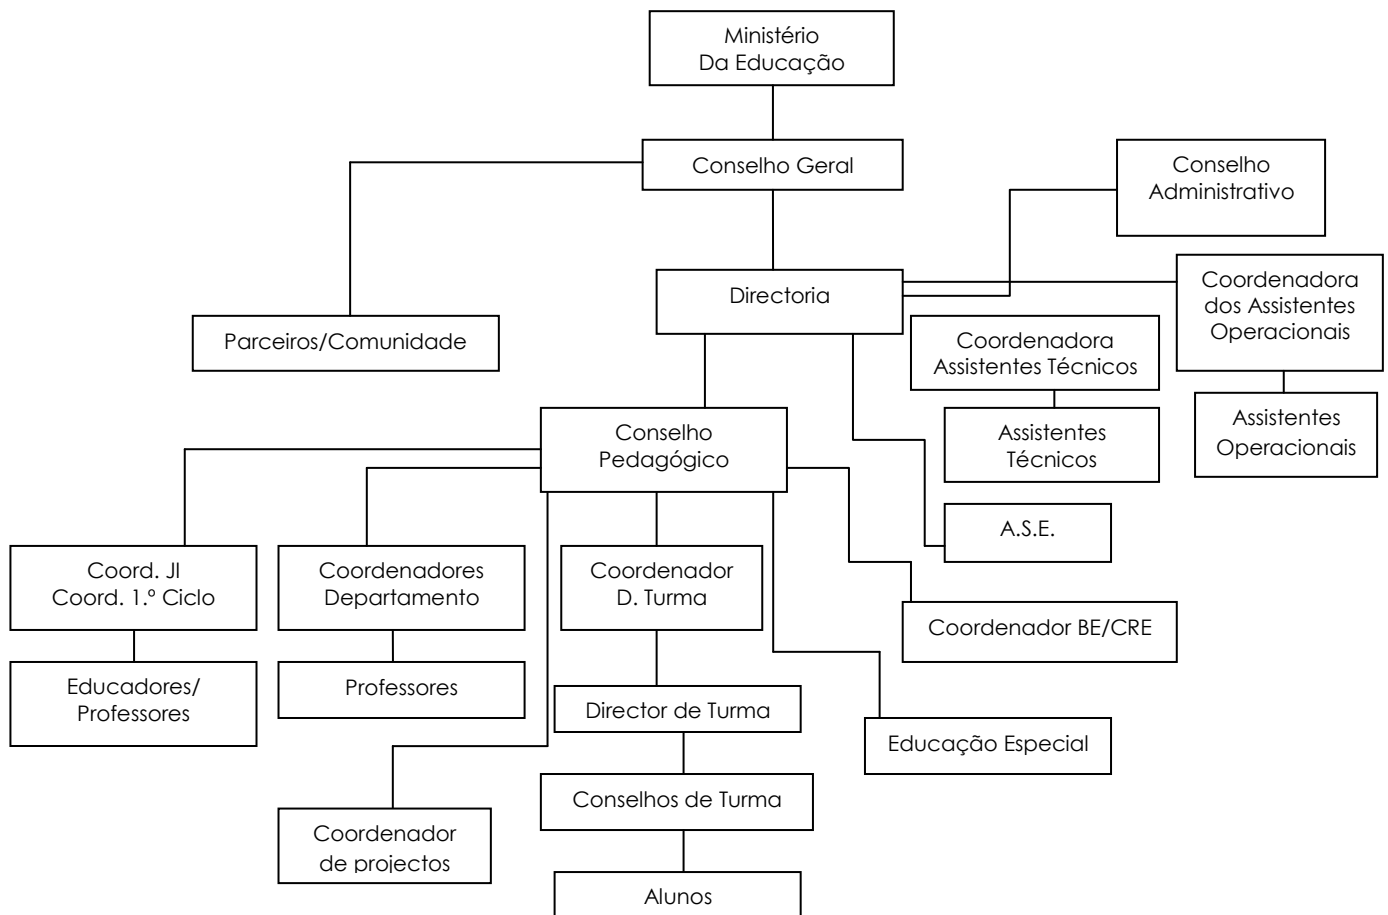 Ministério
Da Educação
Conselho Geral
Conselho
Administrativo
Directoria
Coordenadora
dos Assistentes
Operacionais
Parceiros/Comunidade
Coordenadora
Assistentes Técnicos
Assistentes
Operacionais
Conselho
Pedagógico
Assistentes
Técnicos
A.S.E.
Coord. JI
Coord. 1.º Ciclo
Coordenadores
Departamento
Coordenador
D. Turma
Coordenador BE/CRE
Educadores/
Professores
Professores
Director de Turma
Educação Especial
Conselhos de Turma
Coordenador
de projectos
Alunos